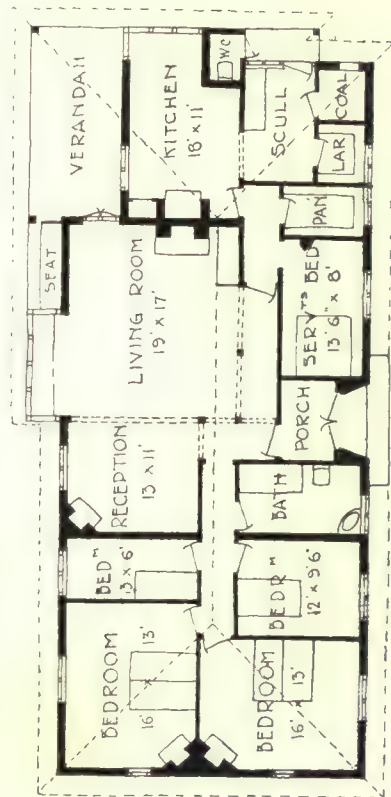 VERANDAH
SEAT
KITCHEN
18' x 11'
WC
LIVING ROOM
19' x 17'
SCULL
COAL
LAR
PAN
RECEPTION
13 x 11'
SERVTS BED
13' 6" x 8'
PORCH
BATH
BEDM
13 x 6'
BEDRM
12' x 9'6"
BEDROOM
16' x 13'
BEDROOM
16' x 13'